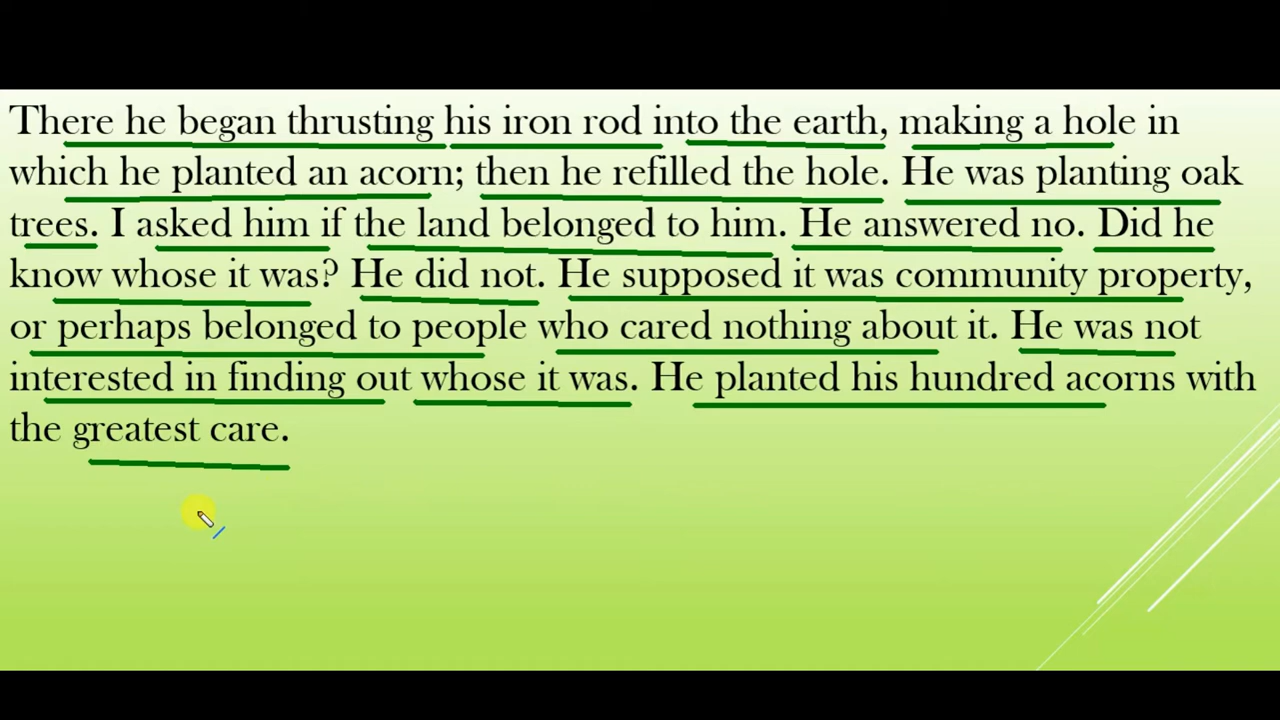 There he began thrusting his iron rod into the earth, making a hole in
which he planted an acorn; then he refilled the hole. He was planting oak
trees. I asked him if the land belonged to him. He answered no. Did he
know whose it was? He did not. He supposed it was community property,
or perhaps belonged to people who cared nothing about it. He was not
interested in finding out whose it was. He planted his hundred acorns with
the greatest care.